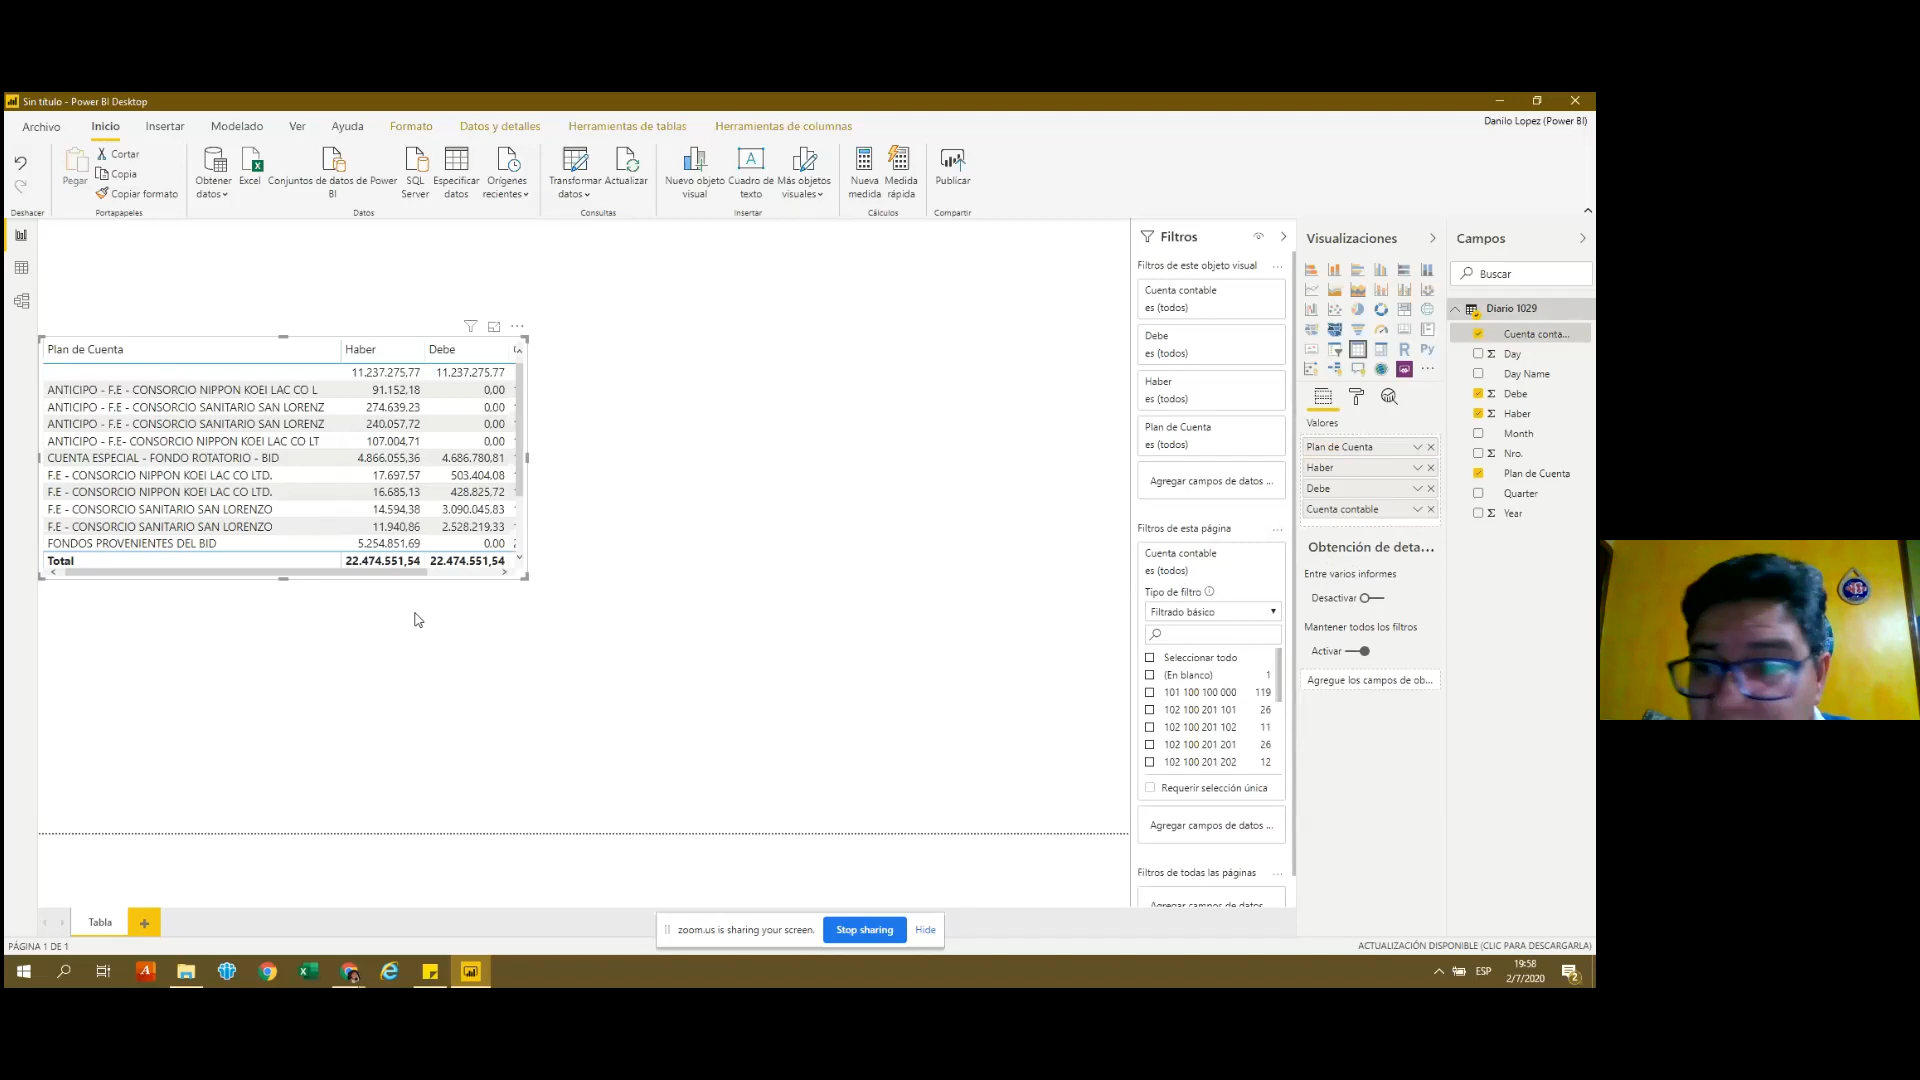 Sin título - Power BI Desktop
Danilo Lopez (Power BI)
Archivo Inicio Insertar Modelado Ver Ayuda Formato Datos y detalles Herramientas de tablas Herramientas de columnas
Pegar
Cortar
Copia
Copiar formato
Obtener datos
Excel
Conjuntos de datos de Power BI
SQL Server
Especificar datos
Orígenes recientes
Transformar datos
Actualizar
Nuevo objeto visual
Cuadro de texto
Más objetos visuales
Nueva medida
Medida rápida
Publicar
Deshacer Portapapeles Datos Consultas Insertar Cálculos Compartir
Plan de Cuenta Haber Debe
11.237.275,77 11.237.275,77
ANTICIPO - F.E - CONSORCIO NIPPON KOEI LAC CO L 91.152,18 0,00
ANTICIPO - F.E - CONSORCIO SANITARIO SAN LORENZ 274.639,23 0,00
ANTICIPO - F.E - CONSORCIO SANITARIO SAN LORENZ 240.057,72 0,00
ANTICIPO - F.E- CONSORCIO NIPPON KOEI LAC CO LT 107.004,71 0,00
CUENTA ESPECIAL - FONDO ROTATORIO - BID 4.866.055,36 4.686.780,81
F.E - CONSORCIO NIPPON KOEI LAC CO LTD. 17.697,57 503.404,08
F.E - CONSORCIO NIPPON KOEI LAC CO LTD. 16.685,13 428.825,72
F.E - CONSORCIO SANITARIO SAN LORENZO 14.594,38 3.090.045,83
F.E - CONSORCIO SANITARIO SAN LORENZO 11.940,86 2.528.219,33
FONDOS PROVENIENTES DEL BID 5.254.851,69 0,00
Total 22.474.551,54 22.474.551,54
Filtros
Filtros de este objeto visual ...
Cuenta contable
es (todos)
Debe
es (todos)
Haber
es (todos)
Plan de Cuenta
es (todos)
Agregar campos de datos ...
Filtros de esta página ...
Cuenta contable
es (todos)
Tipo de filtro
Filtrado básico
Seleccionar todo
(En blanco) 1
101 100 100 000 119
102 100 201 101 26
102 100 201 102 11
102 100 201 201 26
102 100 201 202 12
Requerir selección única
Agregar campos de datos ...
Filtros de todas las páginas ...
Agregar campos de datos
Visualizaciones
R Py
Valores
Plan de Cuenta
Haber
Debe
Cuenta contable
Obtención de deta...
Entre varios informes
Desactivar
Mantener todos los filtros
Activar
Agregue los campos de ob...
Campos
Buscar
Diario 1029
Cuenta conta...
Σ Day
Day Name
Σ Debe
Σ Haber
Month
Σ Nro.
Plan de Cuenta
Quarter
Σ Year
Tabla +
zoom.us is sharing your screen. Stop sharing Hide
PÁGINA 1 DE 1
ACTUALIZACIÓN DISPONIBLE (CLIC PARA DESCARGARLA)
ESP
19:58
2/7/2020
2